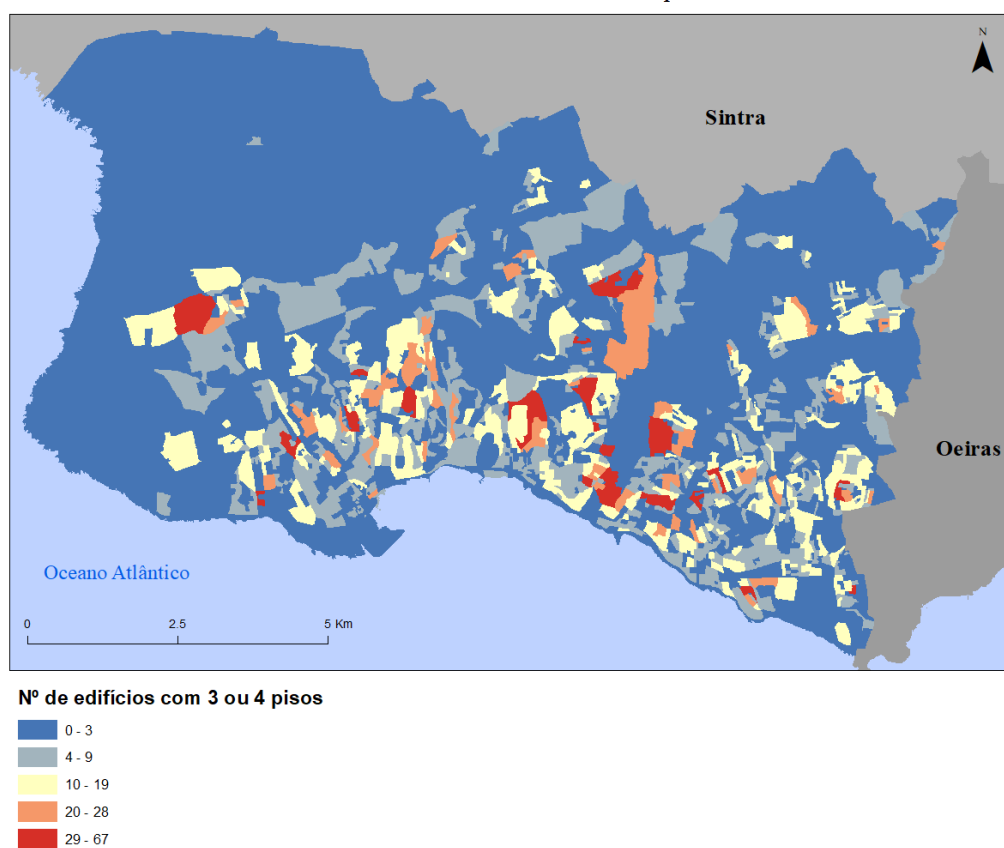 N
Sintra
Oeiras
Oceano Atlântico
0 2.5 5 Km
Nº de edifícios com 3 ou 4 pisos
0 - 3
4 - 9
10 - 19
20 - 28
29 - 67